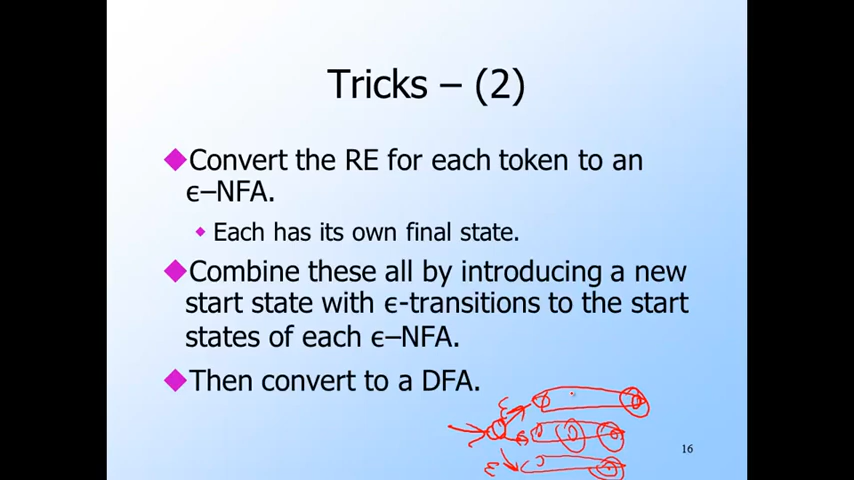 Tricks – (2)
Convert the RE for each token to an
ϵ–NFA.
Each has its own final state.
Combine these all by introducing a new
start state with ϵ-transitions to the start
states of each ϵ–NFA.
Then convert to a DFA.
ε
ε
16